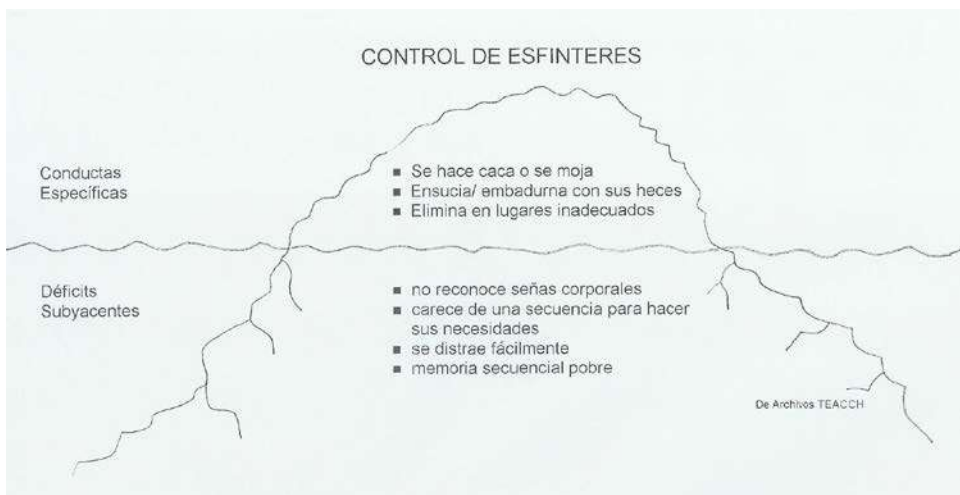 CONTROL DE ESFINTERES
Conductas
Específicas
■ Se hace caca o se moja
■ Ensucia/ embadurna con sus heces
■ Elimina en lugares inadecuados
Déficits
Subyacentes
■ no reconoce señas corporales
■ carece de una secuencia para hacer
sus necesidades
■ se distrae fácilmente
■ memoria secuencial pobre
De Archivos TEACCH